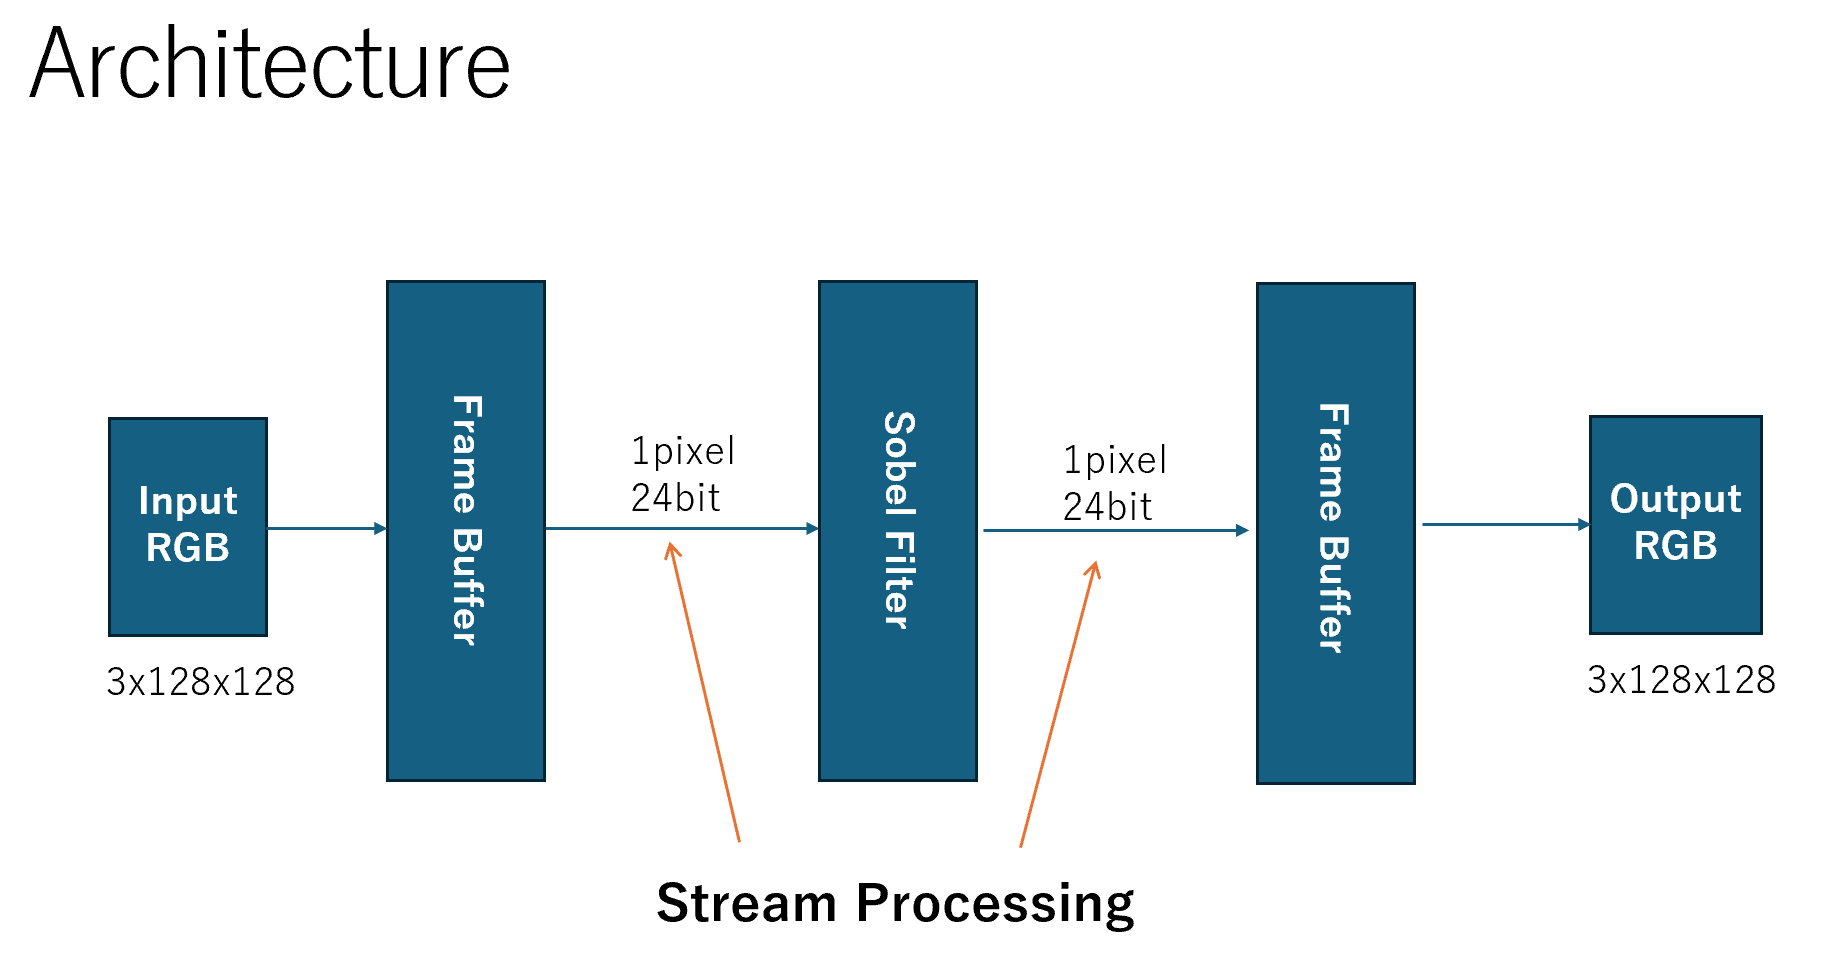 Architecture
Input
RGB
3x128x128
Frame Buffer
1pixel
24bit
Sobel Filter
1pixel
24bit
Frame Buffer
Output
RGB
3x128x128
Stream Processing